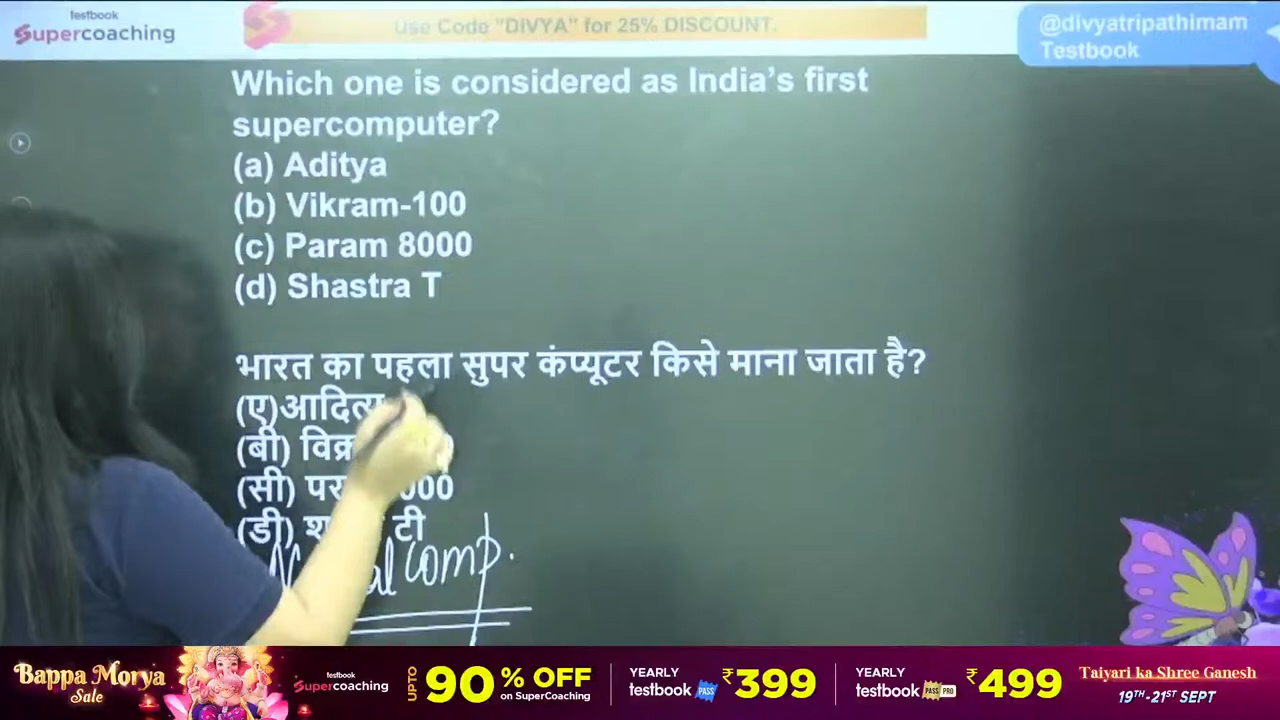 testbook
Supercoaching
Use Code "DIVYA" for 25% DISCOUNT.
@divyatripathimam
Testbook
Which one is considered as India's first
supercomputer?
(a) Aditya
(b) Vikram-100
(c) Param 8000
(d) Shastra T
भारत का पहला सुपर कंप्यूटर किसे माना जाता है?
(ए)आदित्य
(बी)
(सी)
(डी) टी
comp.
Bappa Morya
Sale
testbook
Supercoaching
UPTO 90% OFF
on SuperCoaching
YEARLY
testbook PASS
₹399
YEARLY
testbook PASS PRO
₹499
Taiyari ka Shree Ganesh
19TH-21ST SEPT